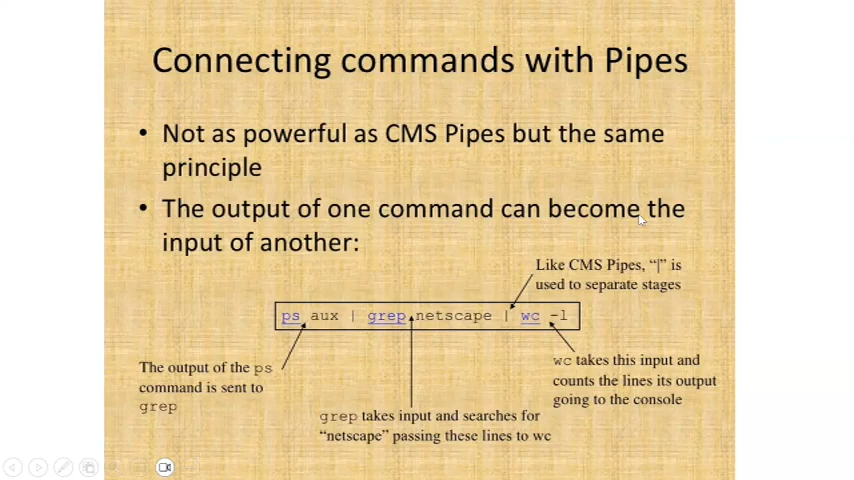 Connecting commands with Pipes
• Not as powerful as CMS Pipes but the same
principle
• The output of one command can become the
input of another:
Like CMS Pipes, “|” is
used to separate stages
ps aux | grep netscape | wc -l
The output of the ps
command is sent to
grep
wc takes this input and
counts the lines its output
going to the console
grep takes input and searches for
“netscape” passing these lines to wc